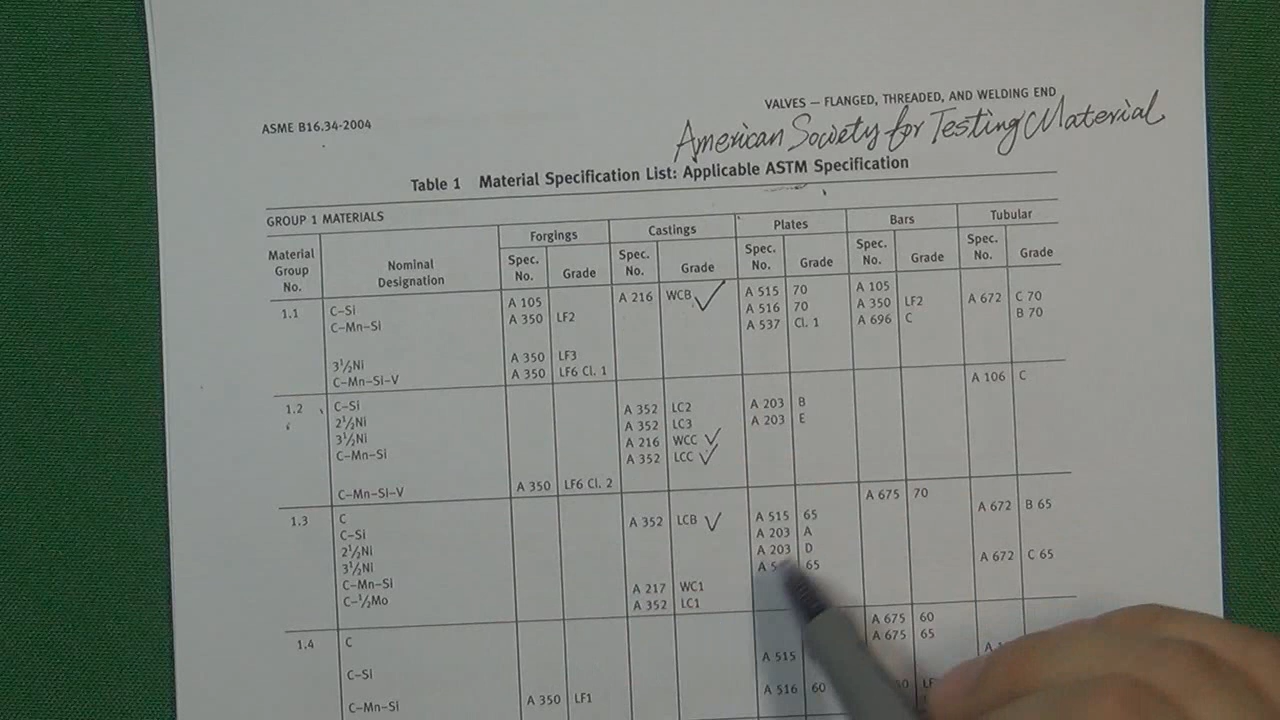 VALVES — FLANGED, THREADED, AND WELDING END
ASME B16.34-2004
American Society for Testing Material
Table 1 Material Specification List: Applicable ASTM Specification
GROUP 1 MATERIALS
Forgings Castings Plates Bars Tubular
Material Group No. Nominal Designation Spec. No. Grade Spec. No. Grade Spec. No. Grade Spec. No. Grade Spec. No. Grade
1.1 C–Si A 105 A 216 WCB A 515 70 A 105 A 672 C 70
C–Mn–Si A 350 LF2 A 516 70 A 350 LF2 B 70
A 537 Cl. 1 A 696 C
3½Ni A 350 LF3
C–Mn–Si–V A 350 LF6 Cl. 1
A 106 C
1.2 C–Si A 352 LC2 A 203 B
2½Ni A 352 LC3 A 203 E
3½Ni A 216 WCC
C–Mn–Si A 352 LCC
C–Mn–Si–V A 350 LF6 Cl. 2
A 675 70
1.3 C A 352 LCB A 515 65 A 672 B 65
C–Si A 203 A
2½Ni A 203 D
3½Ni 65 A 672 C 65
C–Mn–Si A 217 WC1
C–½Mo A 352 LC1
A 675 60
1.4 C A 675 65
C–Si A 515
C–Mn–Si A 350 LF1 A 516 60